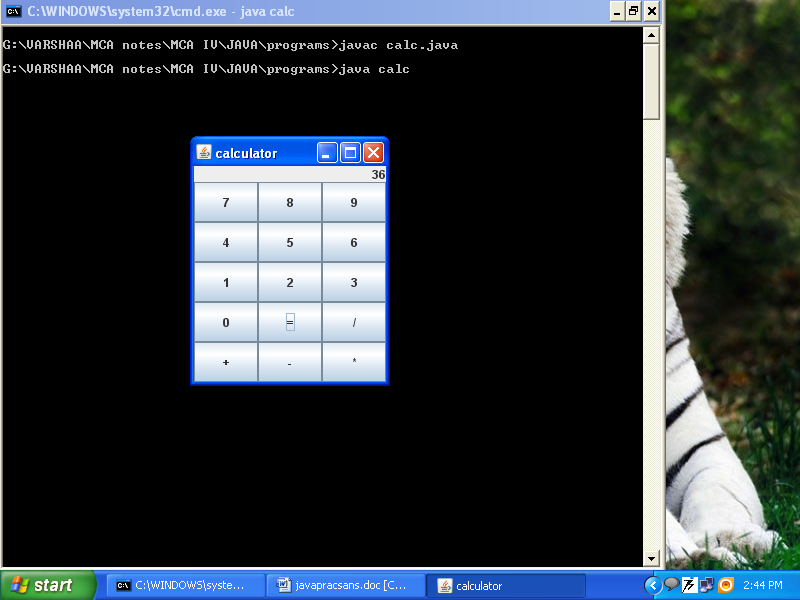 C:\WINDOWS\system32\cmd.exe - java calc
G:\VARSHAA\MCA notes\MCA IV\JAVA\programs>javac calc.java
G:\VARSHAA\MCA notes\MCA IV\JAVA\programs>java calc
calculator
36
7 8 9
4 5 6
1 2 3
0 = /
+ - *
start C:\WINDOWS\syste... javapracsans.doc [C... calculator 2:44 PM